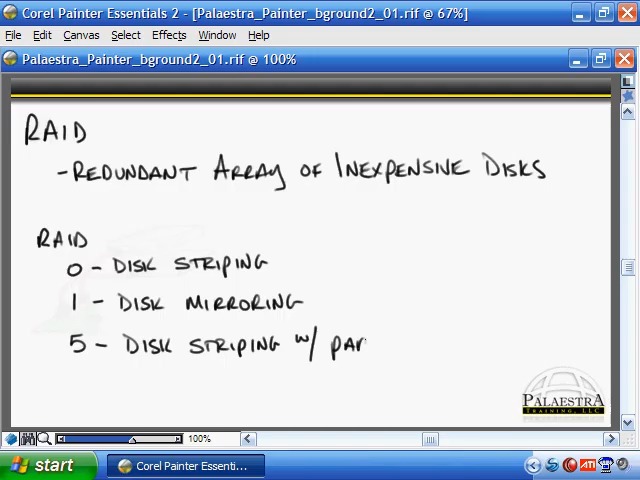 Corel Painter Essentials 2 - [Palaestra_Painter_bground2_01.rif @ 67%]
File Edit Canvas Select Effects Window Help
Palaestra_Painter_bground2_01.rif @ 100%
RAID
- REDUNDANT ARRAY OF INEXPENSIVE DISKS
RAID
0 - DISK STRIPING
1 - DISK MIRRORING
5 - DISK STRIPING W/ PAR
PALAESTRA
TRAINING, LLC
100%
start
Corel Painter Essenti...
ATI